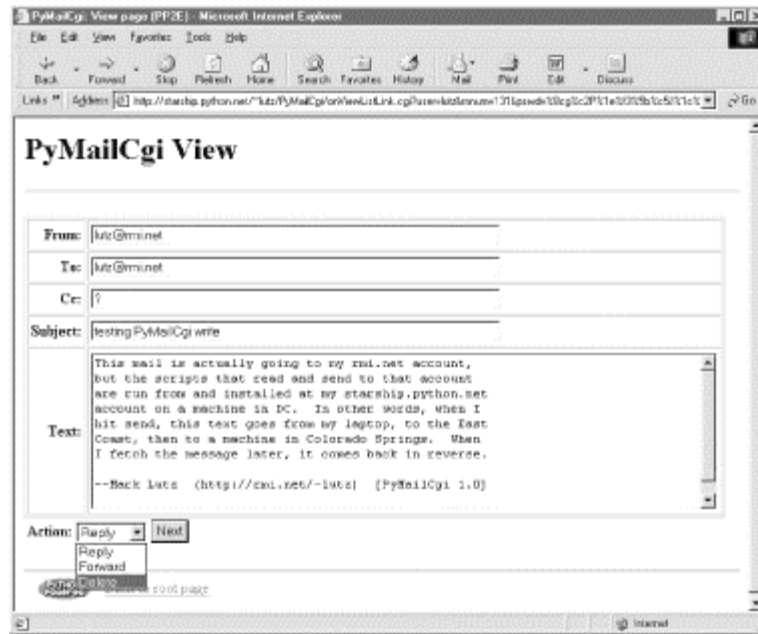 PyMailCgi: View page (PP2E) - Microsoft Internet Explorer
File Edit View Favorites Tools Help
Back Forward Stop Refresh Home Search Favorites History Mail Print Edit Discuss
Links Address Go
PyMailCgi View
From: lutz@rmi.net
To: lutz@rmi.net
Cc: ?
Subject: testing PyMailCgi write
Text:
This mail is actually going to my rmi.net account,
but the scripts that read and send to that account
are run from and installed at my starship.python.net
account on a machine in DC. In other words, when I
hit send, this text goes from my laptop, to the East
Coast, then to a machine in Colorado Springs. When
I fetch the message later, it comes back in reverse.
--Mark Lutz (http://rmi.net/~lutz) [PyMailCgi 1.0]
Action: Reply Next
Reply
Forward
Delete
to root page
Internet